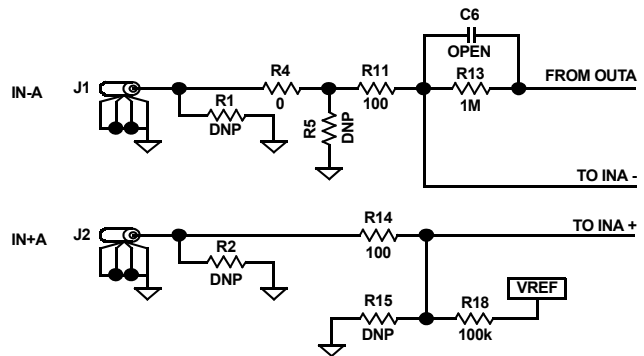 C6
OPEN
IN-A
J1
R4
0
R11
100
R13
1M
FROM OUTA
R1
DNP
R5
DNP
TO INA -
IN+A
J2
R14
100
TO INA +
R2
DNP
R15
DNP
R18
100k
VREF